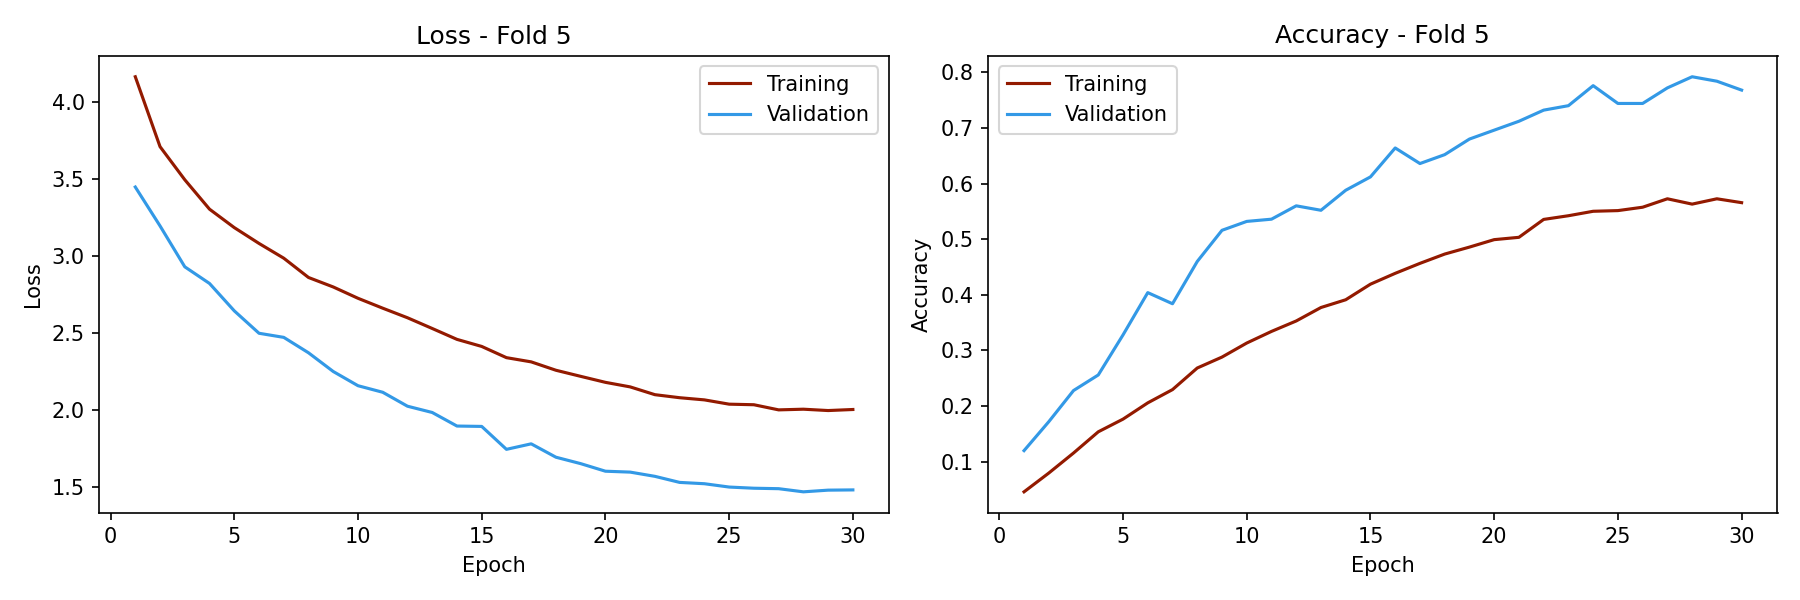 Loss - Fold 5
Training
Validation
4.0
3.5
3.0
2.5
2.0
1.5
Loss
0 5 10 15 20 25 30
Epoch
Accuracy - Fold 5
Training
Validation
0.8
0.7
0.6
0.5
0.4
0.3
0.2
0.1
Accuracy
0 5 10 15 20 25 30
Epoch